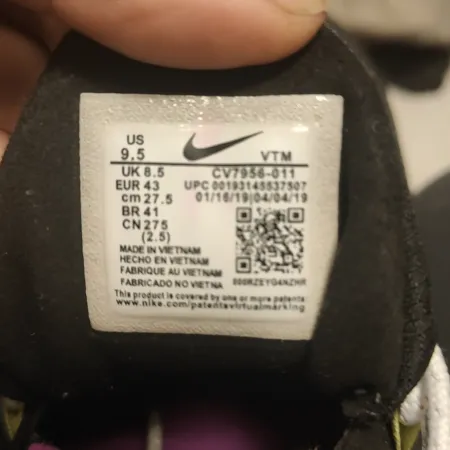 US
9.5 VTM
UK 8.5 CV7956-011
EUR 43 UPC 00193145537507
cm 27.5 01/16/19|04/04/19
BR 41
CN 275
(2.5)
MADE IN VIETNAM
HECHO EN VIETNAM
FABRIQUE AU VIETNAM
FABRICADO NO VIETNA
This product is covered by one or more patents
www.nike.com/patentsvirtualmarking